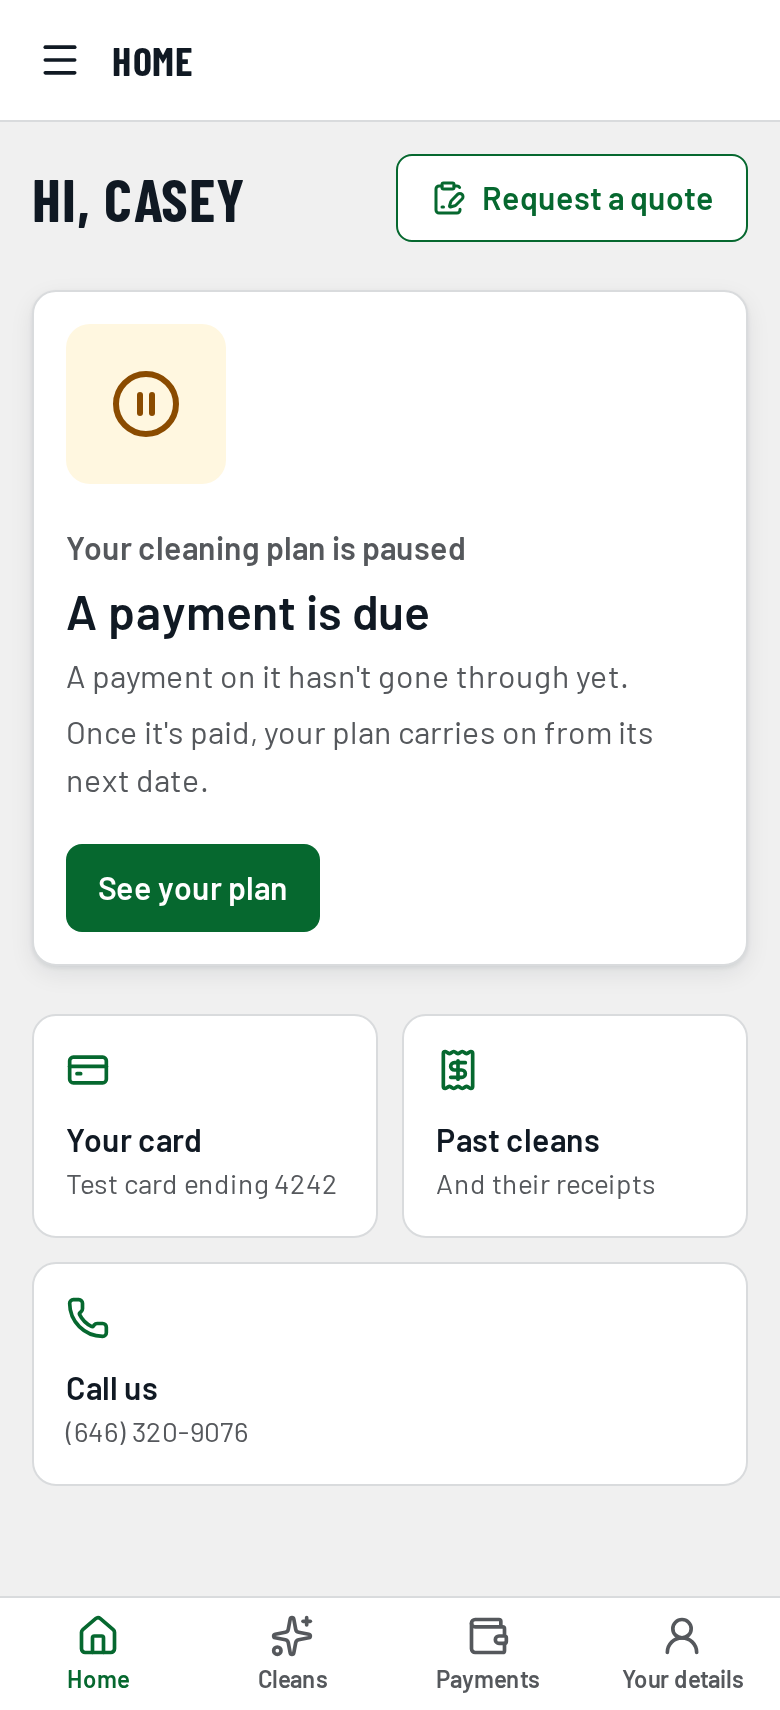 HOME
HI, CASEY
Request a quote
Your cleaning plan is paused
A payment is due
A payment on it hasn't gone through yet.
Once it's paid, your plan carries on from its
next date.
See your plan
Your card
Test card ending 4242
Past cleans
And their receipts
Call us
(646) 320-9076
Home
Cleans
Payments
Your details